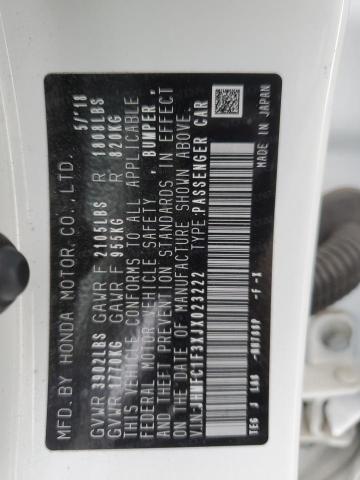 MFD. BY HONDA MOTOR CO., LTD. 5/'18
GVWR 3902LBS GAWR F 2105LBS R 1808LBS
GVWR 1770KG GAWR F 955KG R 820KG
THIS VEHICLE CONFORMS TO ALL APPLICABLE
FEDERAL MOTOR VEHICLE SAFETY , BUMPER ,
AND THEFT PREVENTION STANDARDS IN EFFECT
ON THE DATE OF MANUFACTURE SHOWN ABOVE.
TYPE:PASSENGER CAR
MADE IN JAPAN